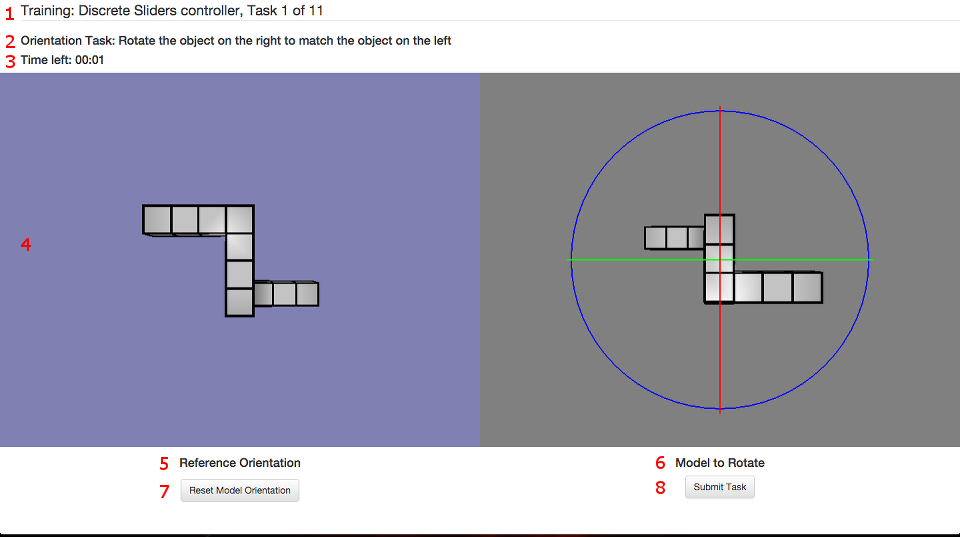 1 Training: Discrete Sliders controller, Task 1 of 11
2 Orientation Task: Rotate the object on the right to match the object on the left
3 Time left: 00:01
4
5 Reference Orientation
6 Model to Rotate
7 Reset Model Orientation
8 Submit Task